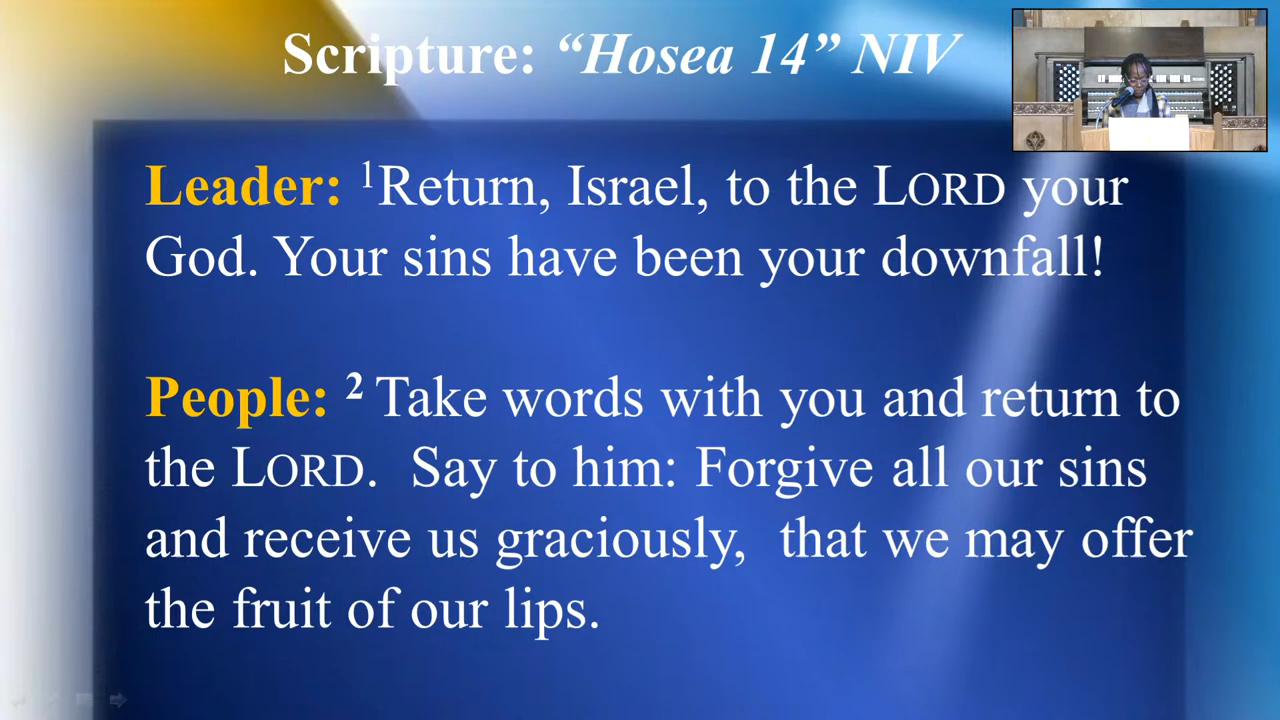 Scripture: “Hosea 14” NIV
Leader: ¹Return, Israel, to the LORD your
God. Your sins have been your downfall!
People: ² Take words with you and return to
the LORD. Say to him: Forgive all our sins
and receive us graciously, that we may offer
the fruit of our lips.